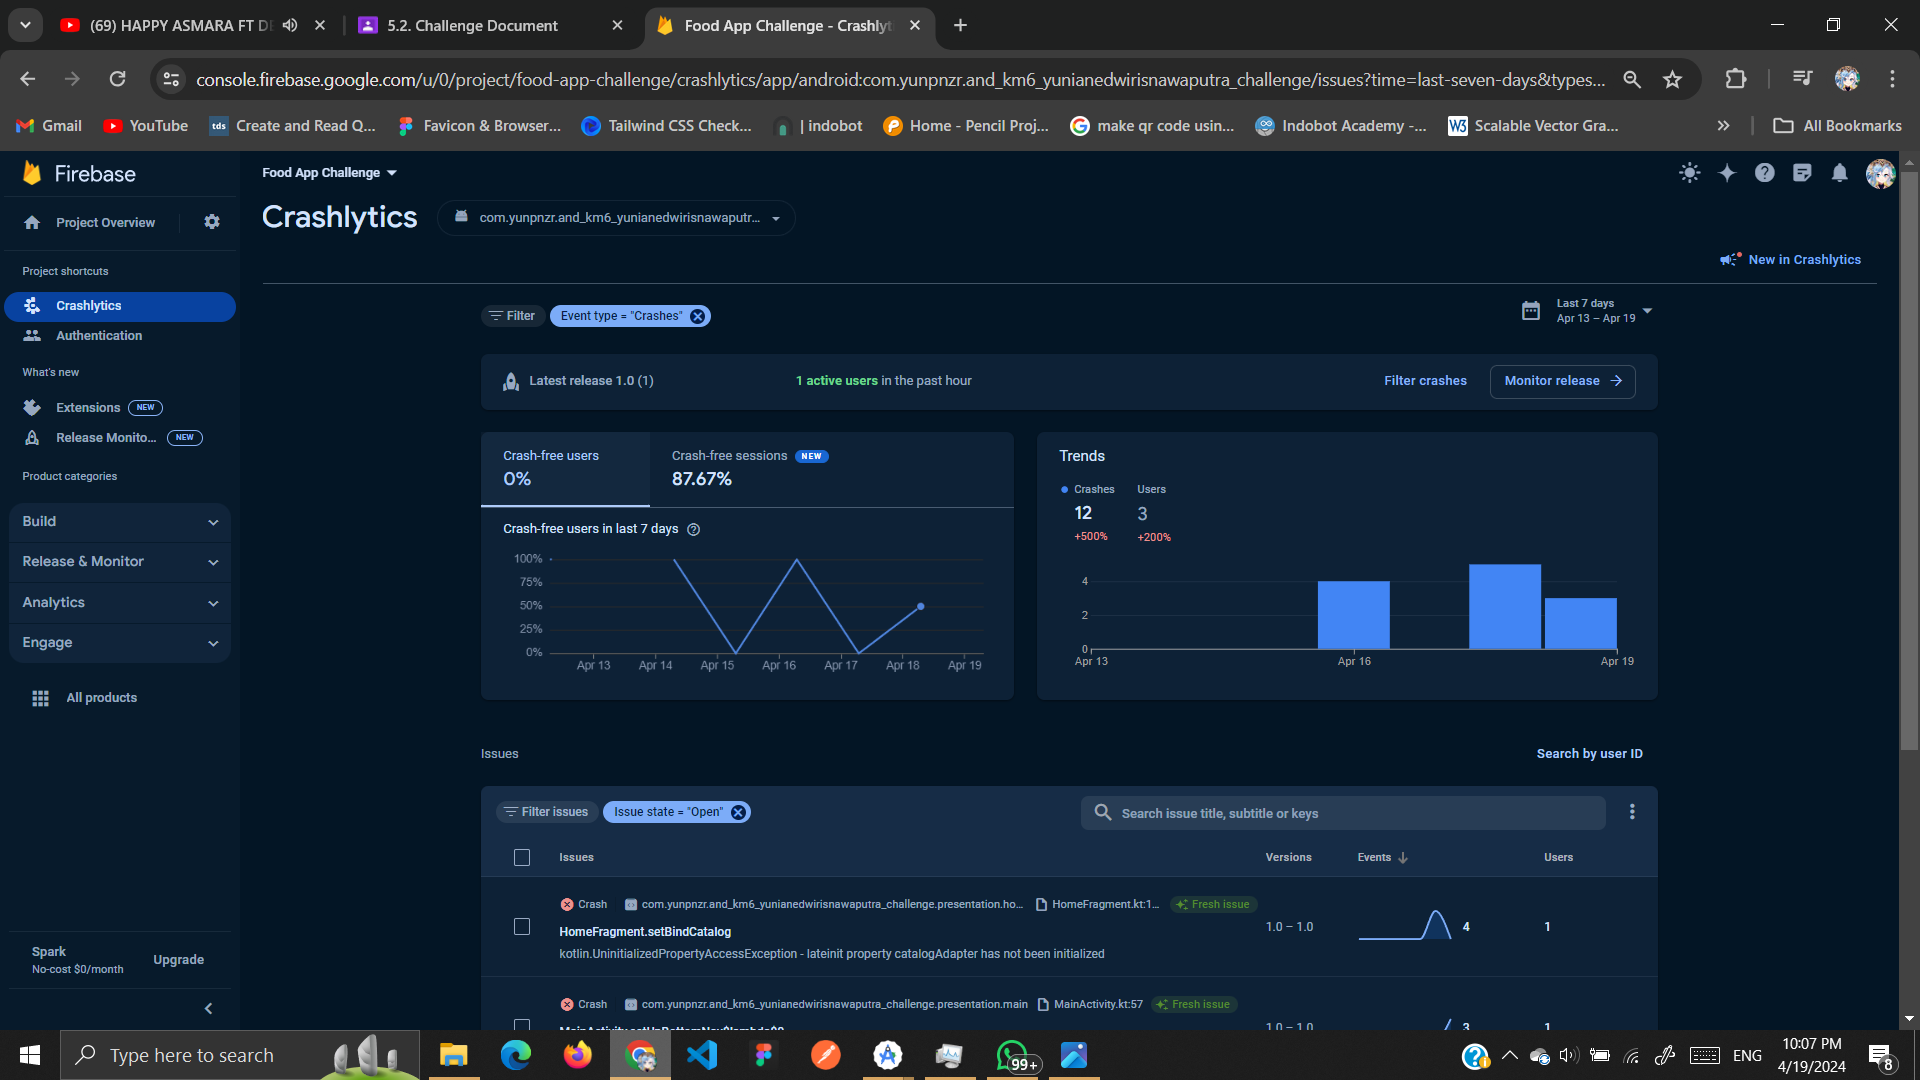 (69) HAPPY ASMARA FT DE
5.2. Challenge Document
Food App Challenge - Crashlyt
console.firebase.google.com/u/0/project/food-app-challenge/crashlytics/app/android:com.yunpnzr.and_km6_yunianedwirisnawaputra_challenge/issues?time=last-seven-days&types...
Gmail
YouTube
tds
Create and Read Q...
Favicon & Browser...
Tailwind CSS Check...
| indobot
Home - Pencil Proj...
make qr code usin...
Indobot Academy -...
W3
Scalable Vector Gra...
All Bookmarks
Firebase
Food App Challenge
Project Overview
Crashlytics
com.yunpnzr.and_km6_yunianedwirisnawaputr...
New in Crashlytics
Project shortcuts
Crashlytics
Authentication
What's new
Extensions NEW
Release Monito... NEW
Product categories
Build
Release & Monitor
Analytics
Engage
All products
Spark
No-cost $0/month
Upgrade
Filter
Event type = "Crashes"
Last 7 days
Apr 13 – Apr 19
Latest release 1.0 (1)
1 active users in the past hour
Filter crashes
Monitor release
Crash-free users
0%
Crash-free sessions NEW
87.67%
Crash-free users in last 7 days
100%
75%
50%
25%
0%
Apr 13 Apr 14 Apr 15 Apr 16 Apr 17 Apr 18 Apr 19
Trends
Crashes Users
12 3
+500% +200%
4
2
0
Apr 13 Apr 16 Apr 19
Issues
Search by user ID
Filter issues
Issue state = "Open"
Search issue title, subtitle or keys
Issues Versions Events Users
Crash com.yunpnzr.and_km6_yunianedwirisnawaputra_challenge.presentation.ho... HomeFragment.kt:1... Fresh issue
HomeFragment.setBindCatalog
kotlin.UninitializedPropertyAccessException - lateinit property catalogAdapter has not been initialized
1.0 – 1.0 4 1
Crash com.yunpnzr.and_km6_yunianedwirisnawaputra_challenge.presentation.main MainActivity.kt:57 Fresh issue
1.0 – 1.0 3 1
Type here to search
99+
ENG
10:07 PM
4/19/2024
8